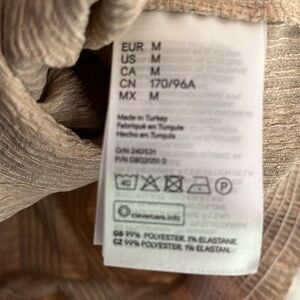 EUR M
US M
CA M
CN 170/96A
MX M
Made in Turkey
Fabriqué en Turquie
Hecho en Turquía
40
P
clevercare.info
GB 99% POLYESTER, 1% ELASTANE.
CZ 99% POLYESTER, 1% ELASTAN.